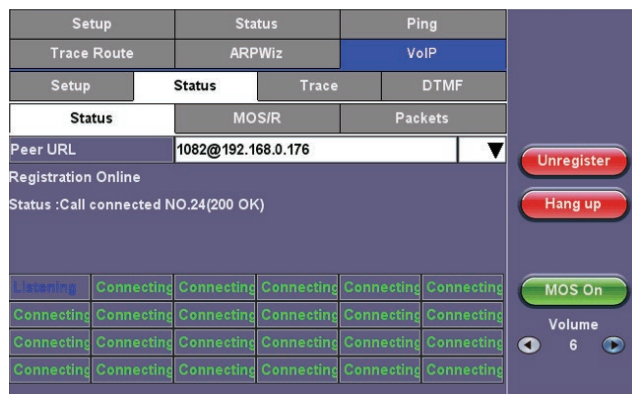 Setup Status Ping
Trace Route ARPWiz VoIP
Setup Status Trace DTMF
Status MOS/R Packets
Peer URL 1082@192.168.0.176
Registration Online
Status :Call connected NO.24(200 OK)
Listening Connecting Connecting Connecting Connecting Connecting
Connecting Connecting Connecting Connecting Connecting Connecting
Connecting Connecting Connecting Connecting Connecting Connecting
Connecting Connecting Connecting Connecting Connecting Connecting
Unregister
Hang up
MOS On
Volume
6